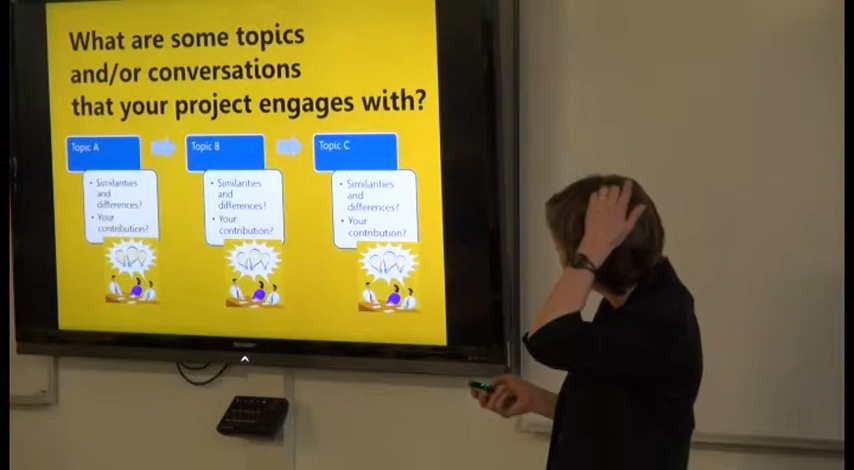 What are some topics
and/or conversations
that your project engages with?
Topic A
Topic B
Topic C
• Similarities
and
differences?
• Your
contribution?
• Similarities
and
differences?
• Your
contribution?
• Similarities
and
differences?
• Your
contribution?